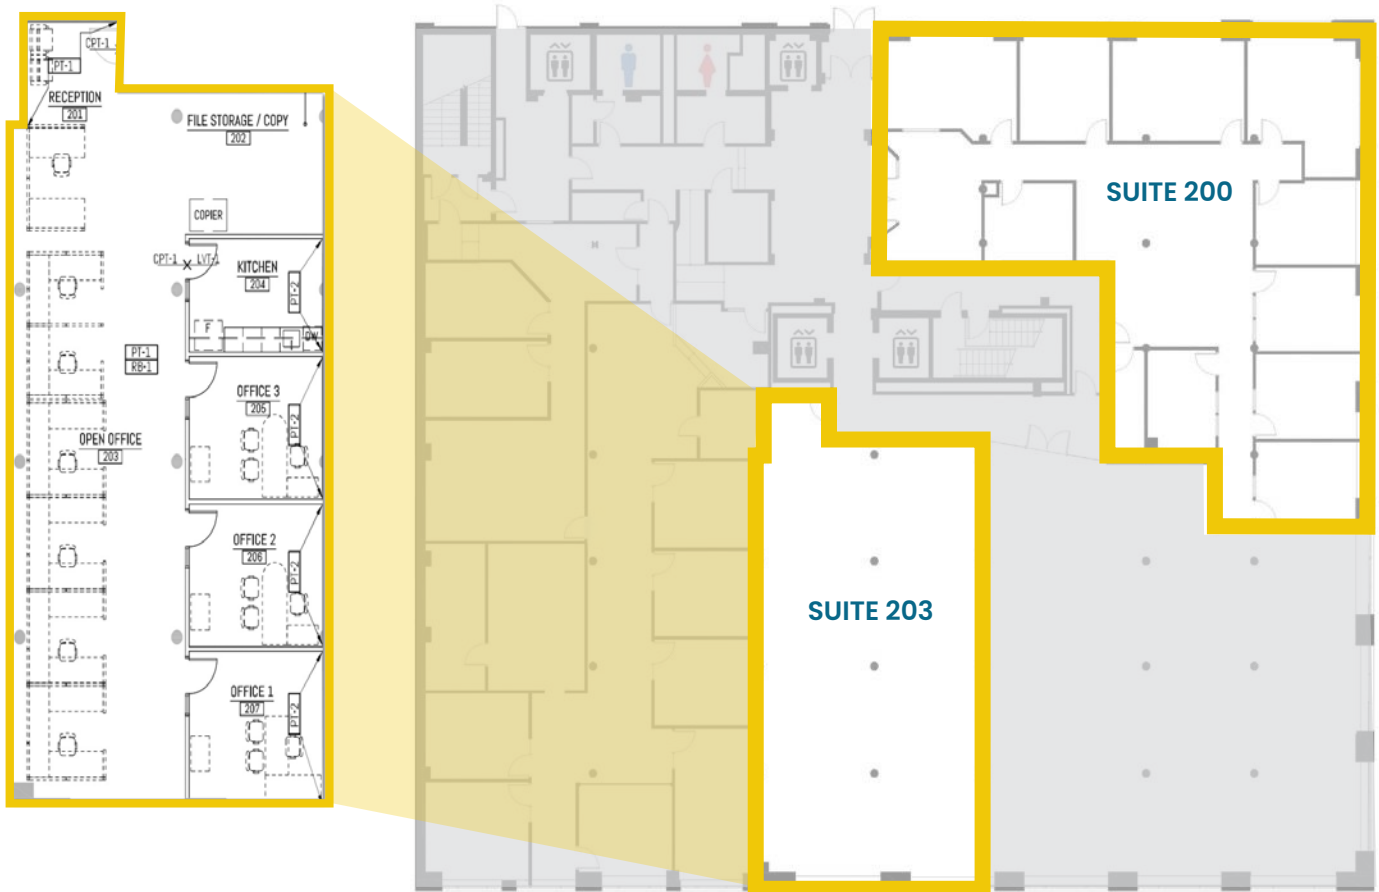 CPT-1
PT-1
RECEPTION
201
FILE STORAGE / COPY
202
COPIER
CPT-1 X LVT-1
KITCHEN
204
PT-2
F
DW
PT-1
RB-1
OFFICE 3
205
PT-2
OPEN OFFICE
203
OFFICE 2
206
PT-2
OFFICE 1
207
PT-2
SUITE 200
SUITE 203